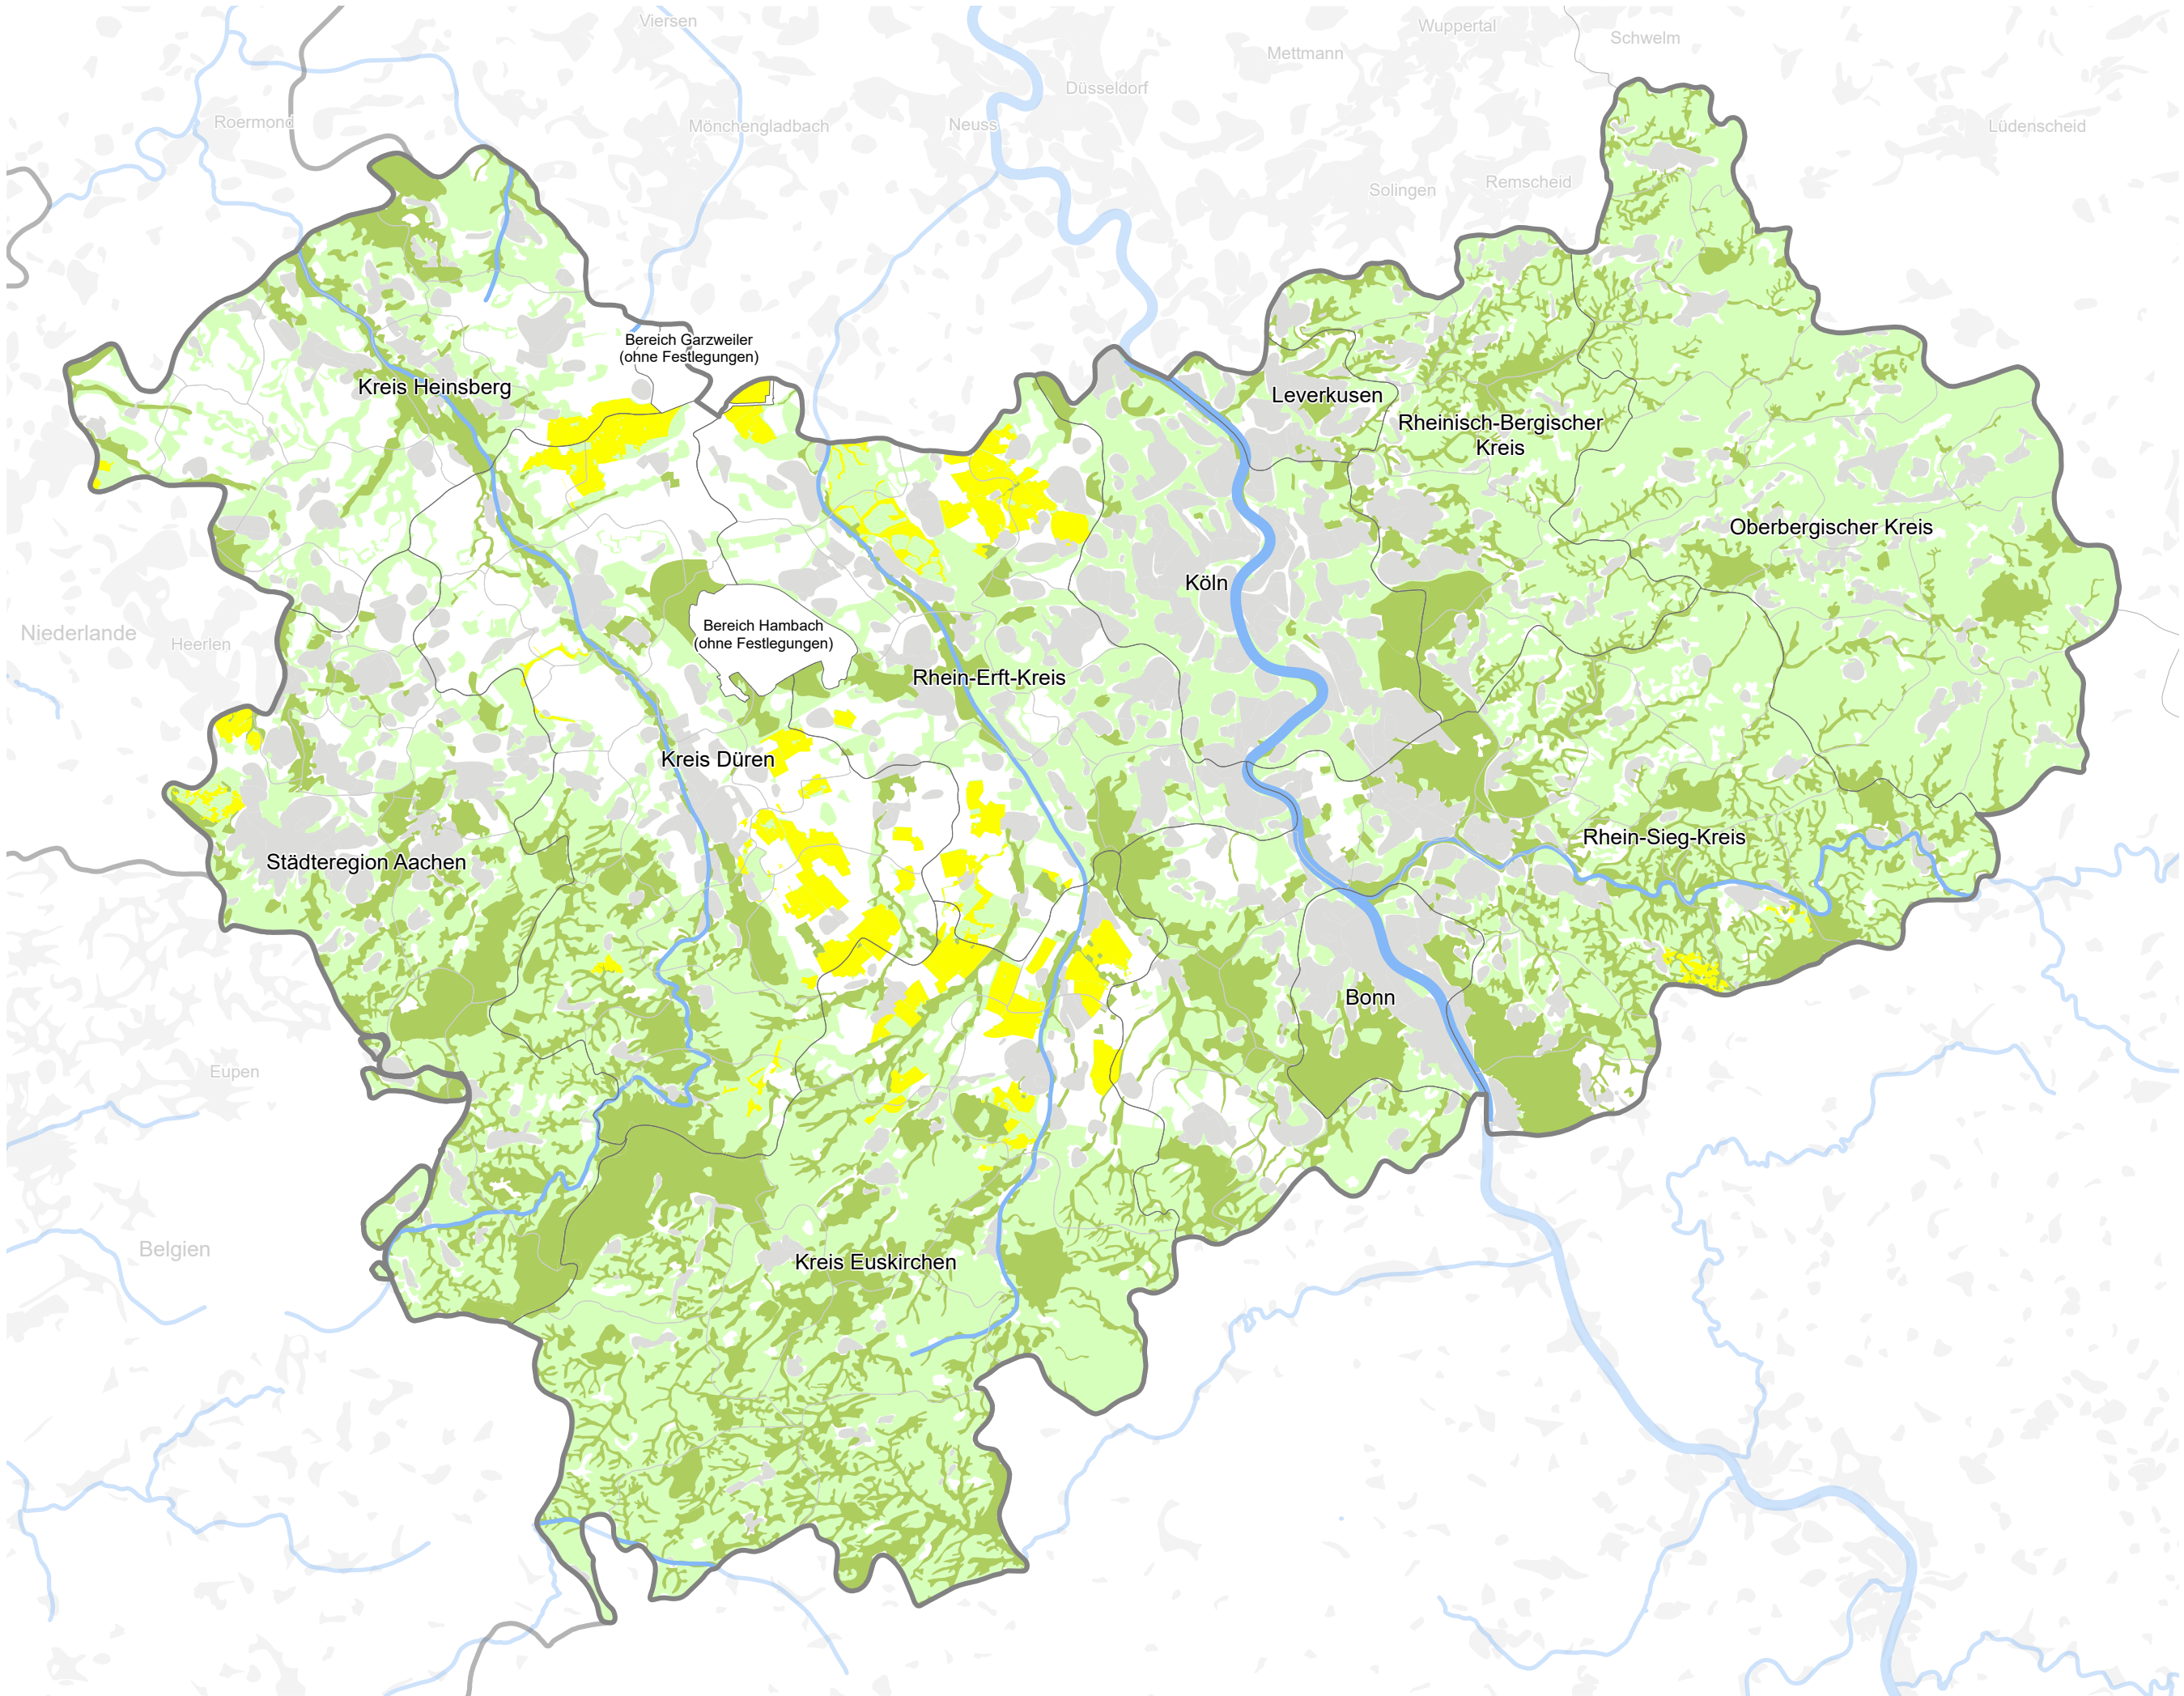 Viersen
Wuppertal
Schwelm
Mettmann
Düsseldorf
Roermond
Mönchengladbach
Neuss
Lüdenscheid
Solingen
Remscheid
Bereich Garzweiler
(ohne Festlegungen)
Kreis Heinsberg
Leverkusen
Rheinisch-Bergischer
Kreis
Oberbergischer Kreis
Köln
Niederlande
Heerlen
Bereich Hambach
(ohne Festlegungen)
Rhein-Erft-Kreis
Kreis Düren
Rhein-Sieg-Kreis
Städteregion Aachen
Bonn
Eupen
Belgien
Kreis Euskirchen